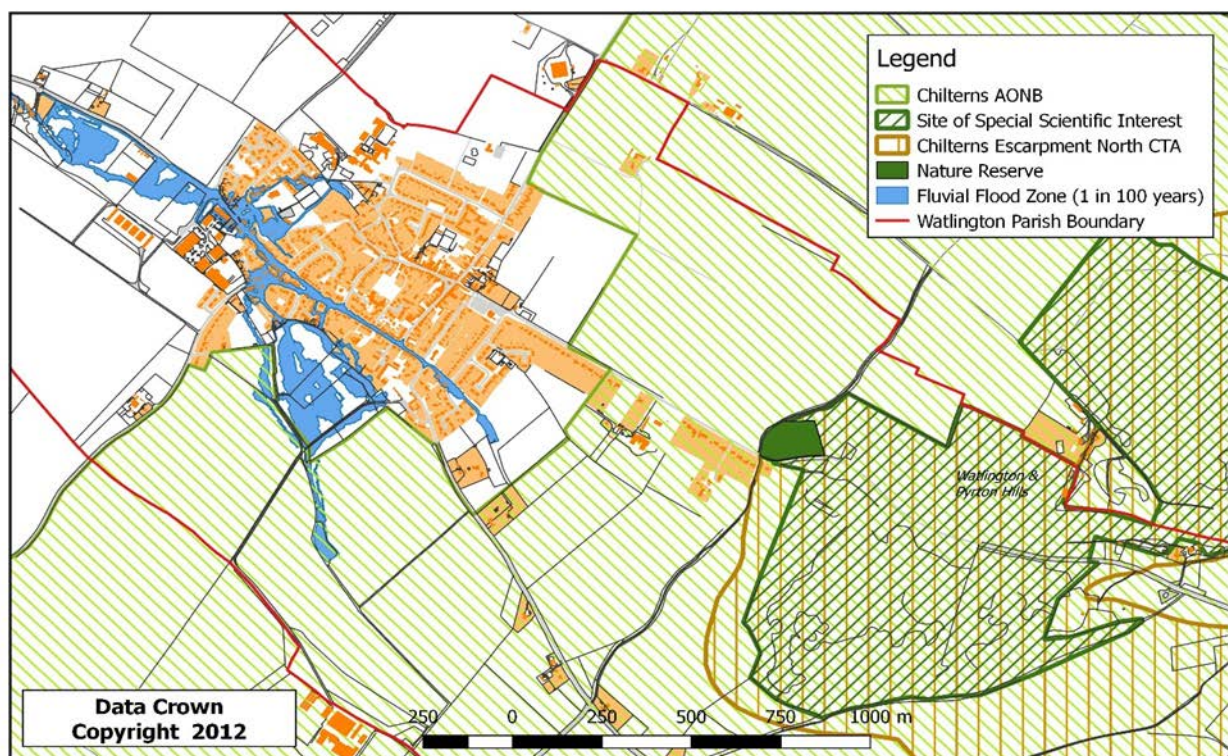 Legend
Chilterns AONB
Site of Special Scientific Interest
Chilterns Escarpment North CTA
Nature Reserve
Fluvial Flood Zone (1 in 100 years)
Watlington Parish Boundary
Watlington &
Pyrton Hills
Data Crown
Copyright 2012
250 0 250 500 750 1000 m